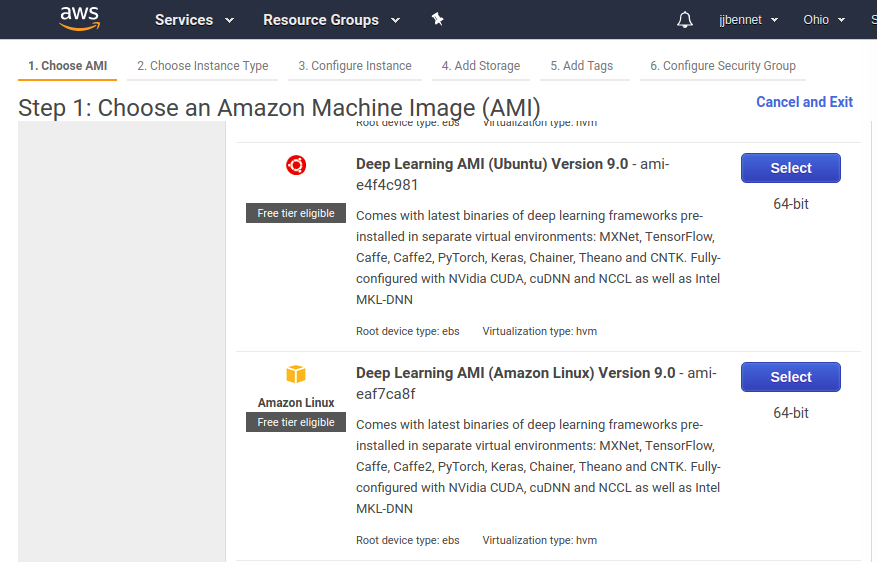 aws Services Resource Groups jjbennet Ohio S
1. Choose AMI 2. Choose Instance Type 3. Configure Instance 4. Add Storage 5. Add Tags 6. Configure Security Group
Step 1: Choose an Amazon Machine Image (AMI) Cancel and Exit
Root device type: ebs Virtualization type: hvm
Deep Learning AMI (Ubuntu) Version 9.0 - ami-
e4f4c981
Select
64-bit
Free tier eligible
Comes with latest binaries of deep learning frameworks pre-
installed in separate virtual environments: MXNet, TensorFlow,
Caffe, Caffe2, PyTorch, Keras, Chainer, Theano and CNTK. Fully-
configured with NVidia CUDA, cuDNN and NCCL as well as Intel
MKL-DNN
Root device type: ebs Virtualization type: hvm
Deep Learning AMI (Amazon Linux) Version 9.0 - ami-
eaf7ca8f
Select
64-bit
Amazon Linux
Free tier eligible
Comes with latest binaries of deep learning frameworks pre-
installed in separate virtual environments: MXNet, TensorFlow,
Caffe, Caffe2, PyTorch, Keras, Chainer, Theano and CNTK. Fully-
configured with NVidia CUDA, cuDNN and NCCL as well as Intel
MKL-DNN
Root device type: ebs Virtualization type: hvm